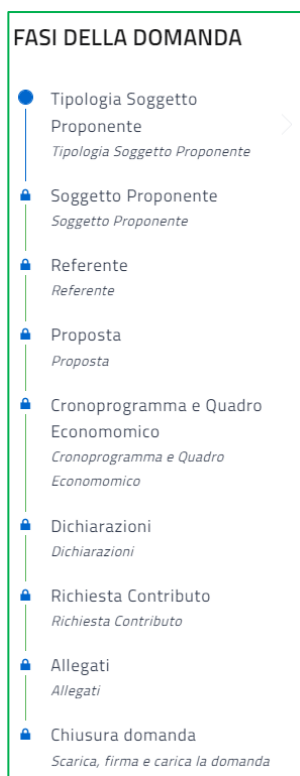 FASI DELLA DOMANDA
Tipologia Soggetto
Proponente
Tipologia Soggetto Proponente
Soggetto Proponente
Soggetto Proponente
Referente
Referente
Proposta
Proposta
Cronoprogramma e Quadro
Economomico
Cronoprogramma e Quadro
Economomico
Dichiarazioni
Dichiarazioni
Richiesta Contributo
Richiesta Contributo
Allegati
Allegati
Chiusura domanda
Scarica, firma e carica la domanda